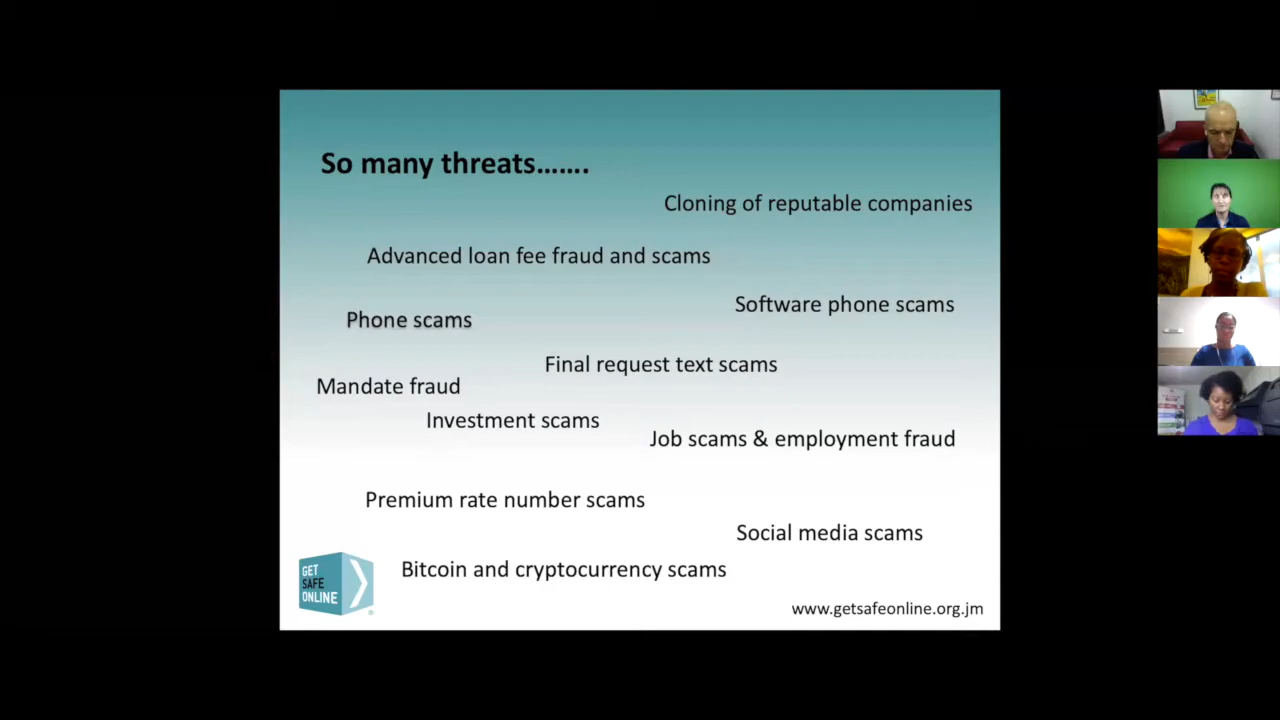 So many threats.......
Cloning of reputable companies
Advanced loan fee fraud and scams
Software phone scams
Phone scams
Final request text scams
Mandate fraud
Investment scams
Job scams & employment fraud
Premium rate number scams
Social media scams
Bitcoin and cryptocurrency scams
GET
SAFE
ONLINE
www.getsafeonline.org.jm